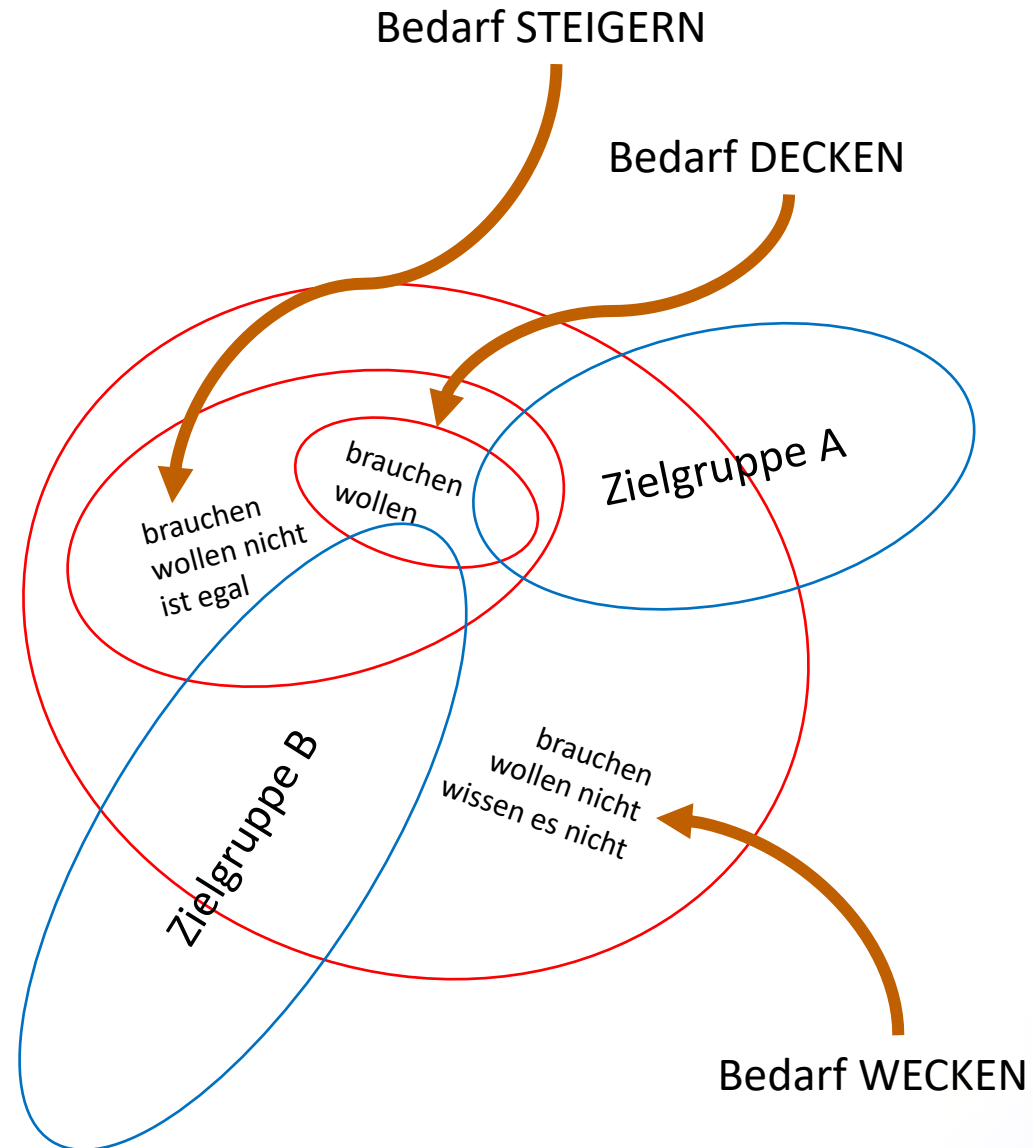 Bedarf STEIGERN
Bedarf DECKEN
brauchen
wollen
Zielgruppe A
brauchen
wollen nicht
ist egal
Zielgruppe B
brauchen
wollen nicht
wissen es nicht
Bedarf WECKEN